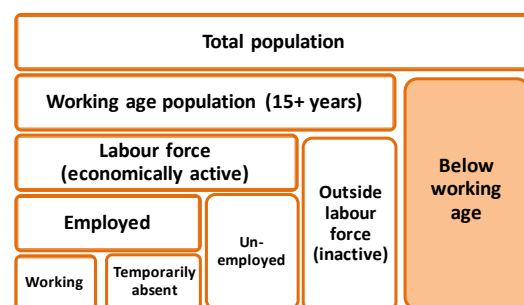 Total population
Working age population (15+ years)
Labour force
(economically active)
Below
working
age
Outside
labour
force
(inactive)
Employed
Un-
employed
Working
Temporarily
absent